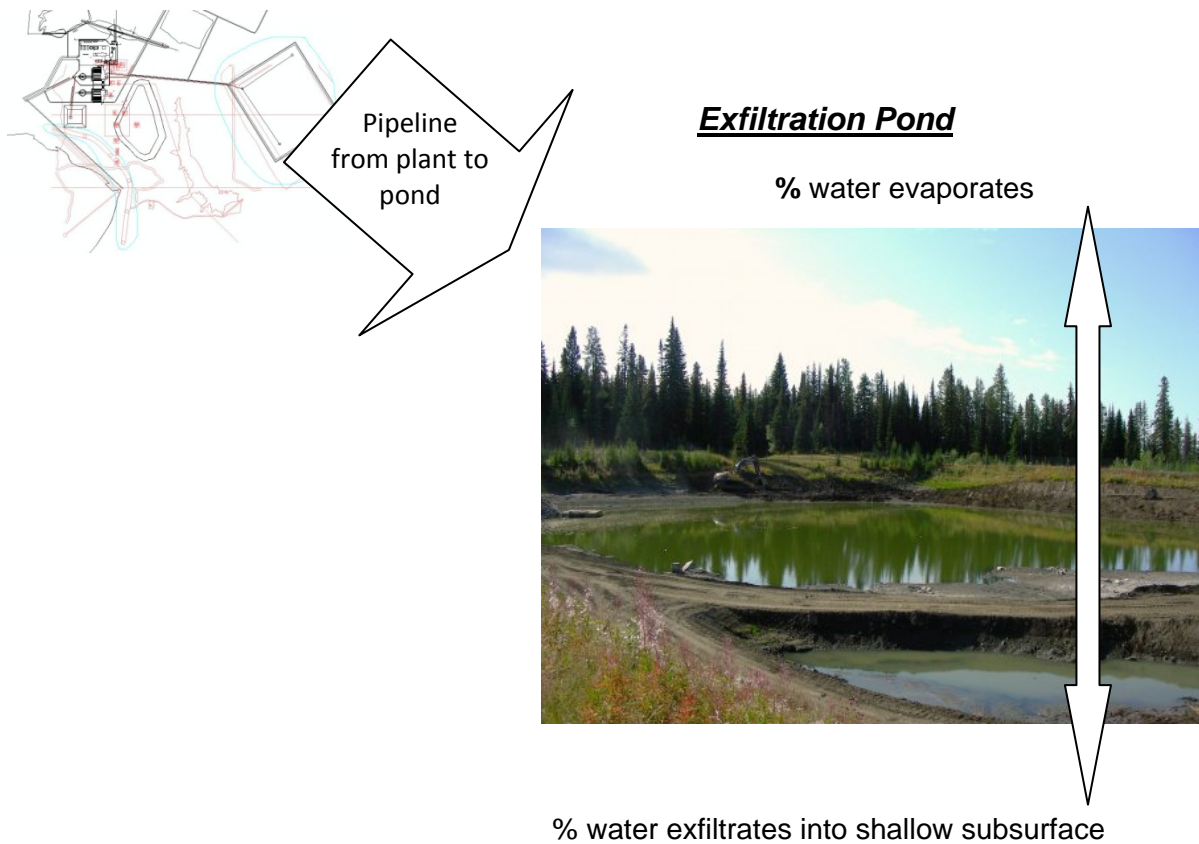 Pipeline
from plant to
pond
Exfiltration Pond
% water evaporates
% water exfiltrates into shallow subsurface